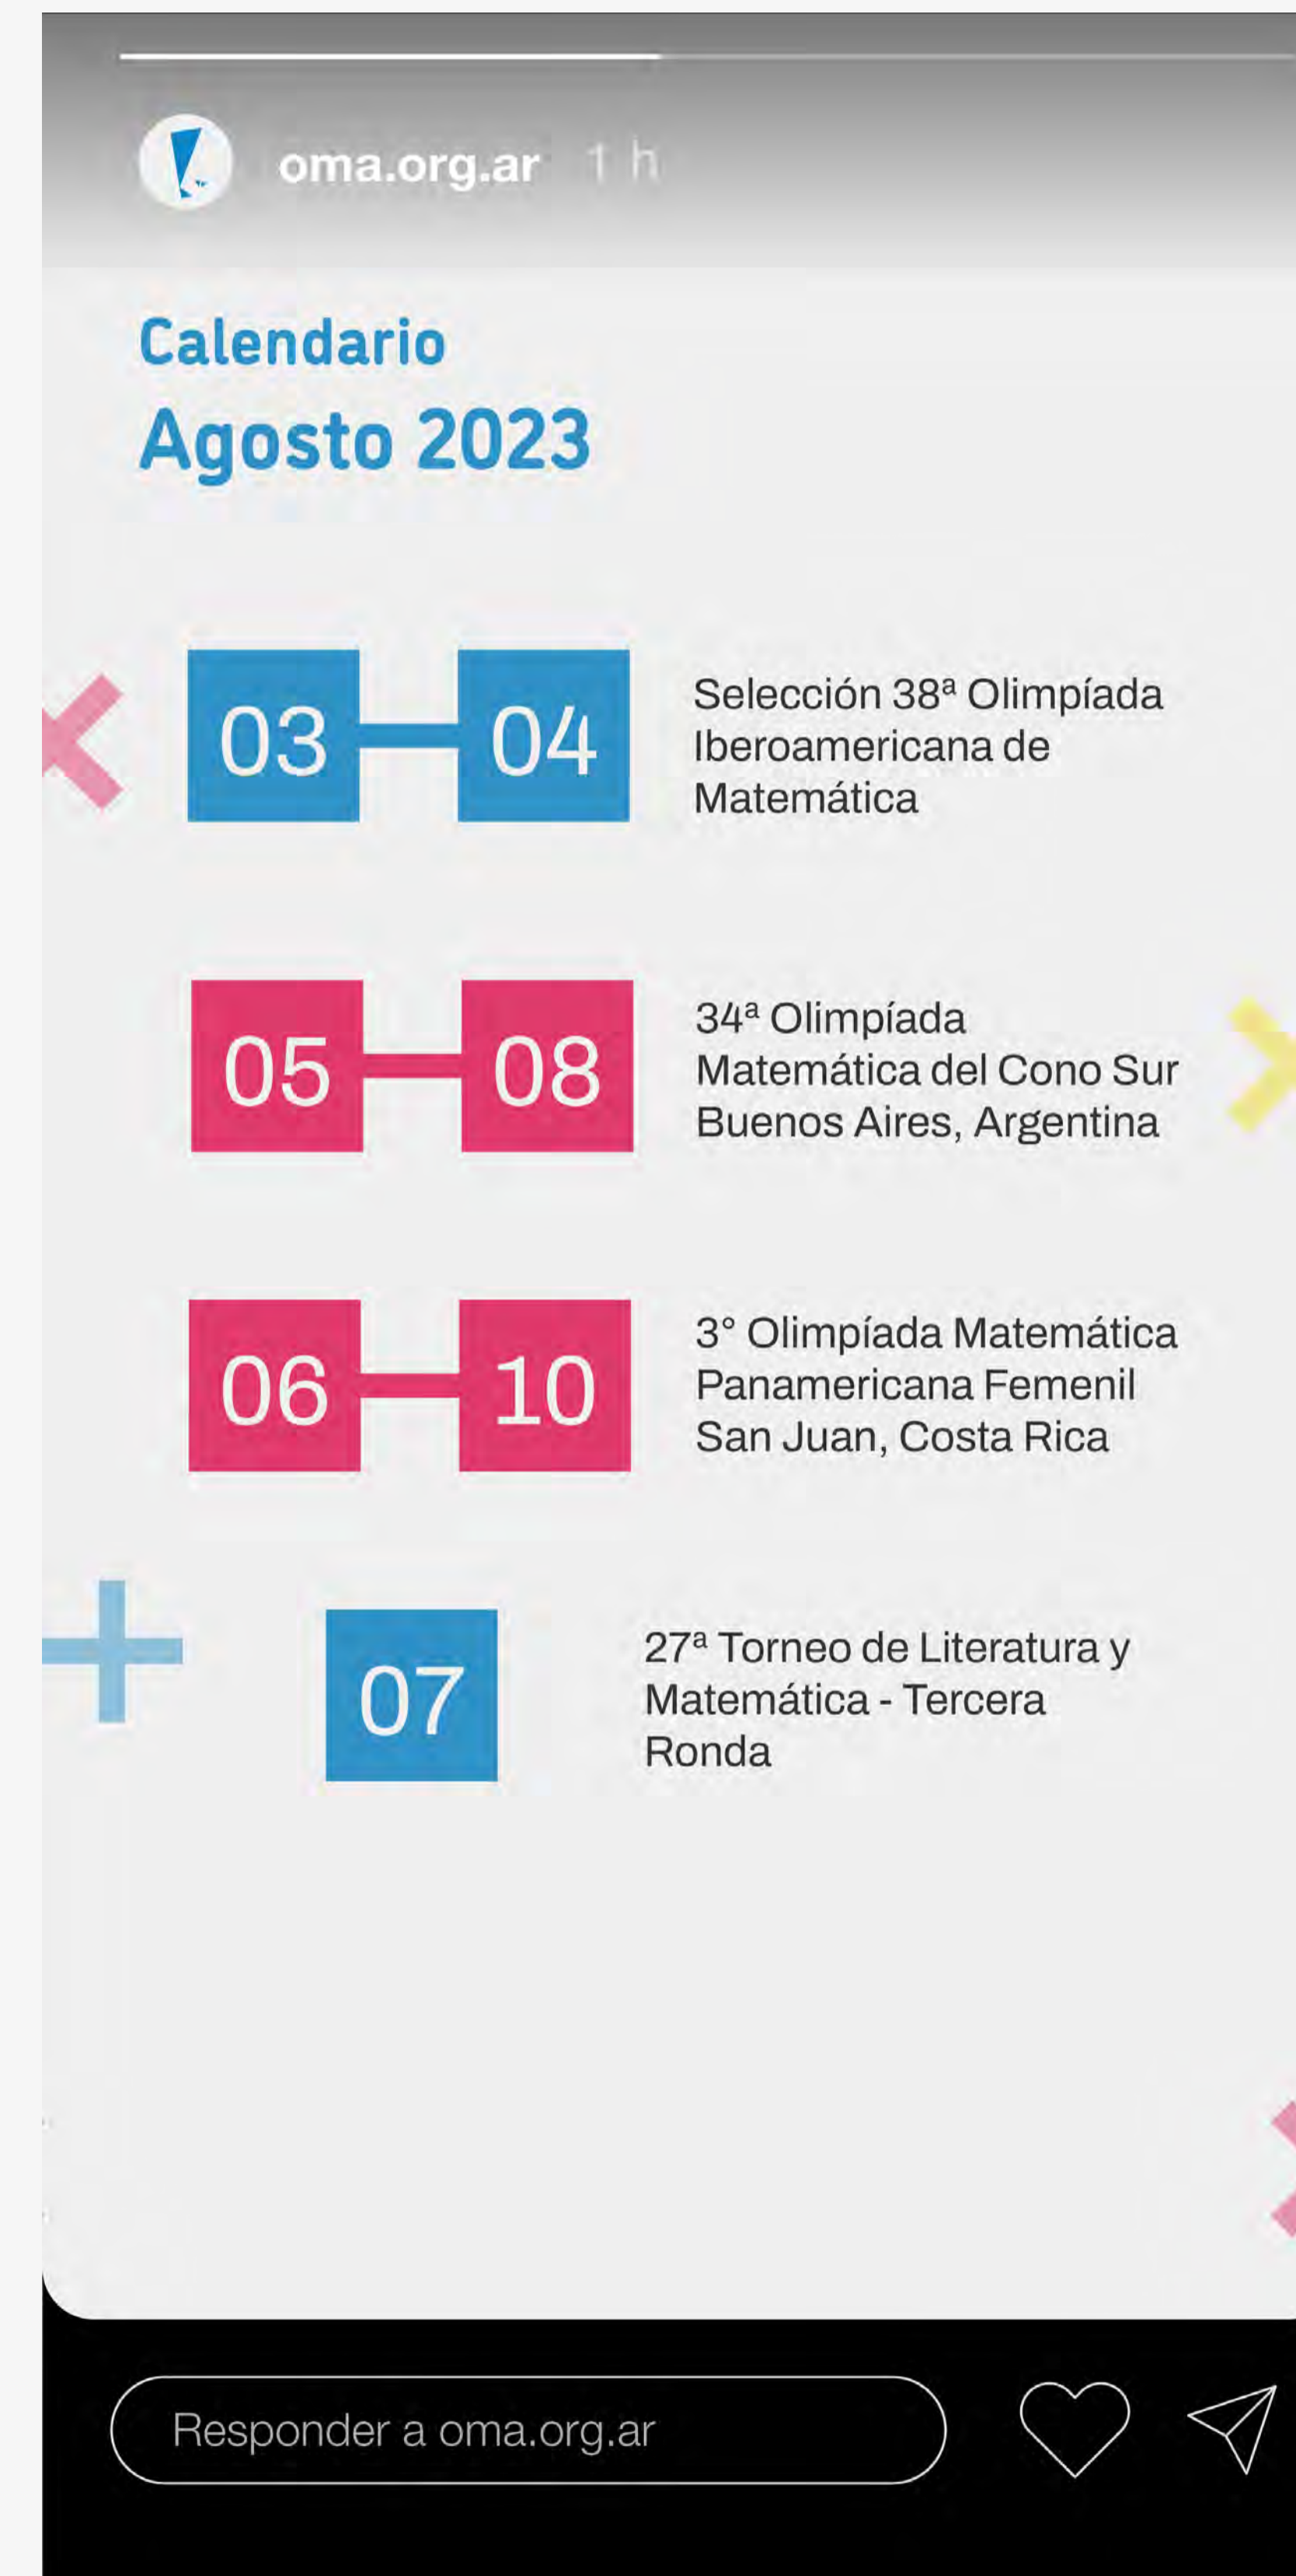 oma.org.ar 1 h
Calendario
Agosto 2023
03 04
Selección 38ª Olimpíada
Iberoamericana de
Matemática
05 08
34ª Olimpíada
Matemática del Cono Sur
Buenos Aires, Argentina
06 10
3° Olimpíada Matemática
Panamericana Femenil
San Juan, Costa Rica
07
27ª Torneo de Literatura y
Matemática - Tercera
Ronda
Responder a oma.org.ar